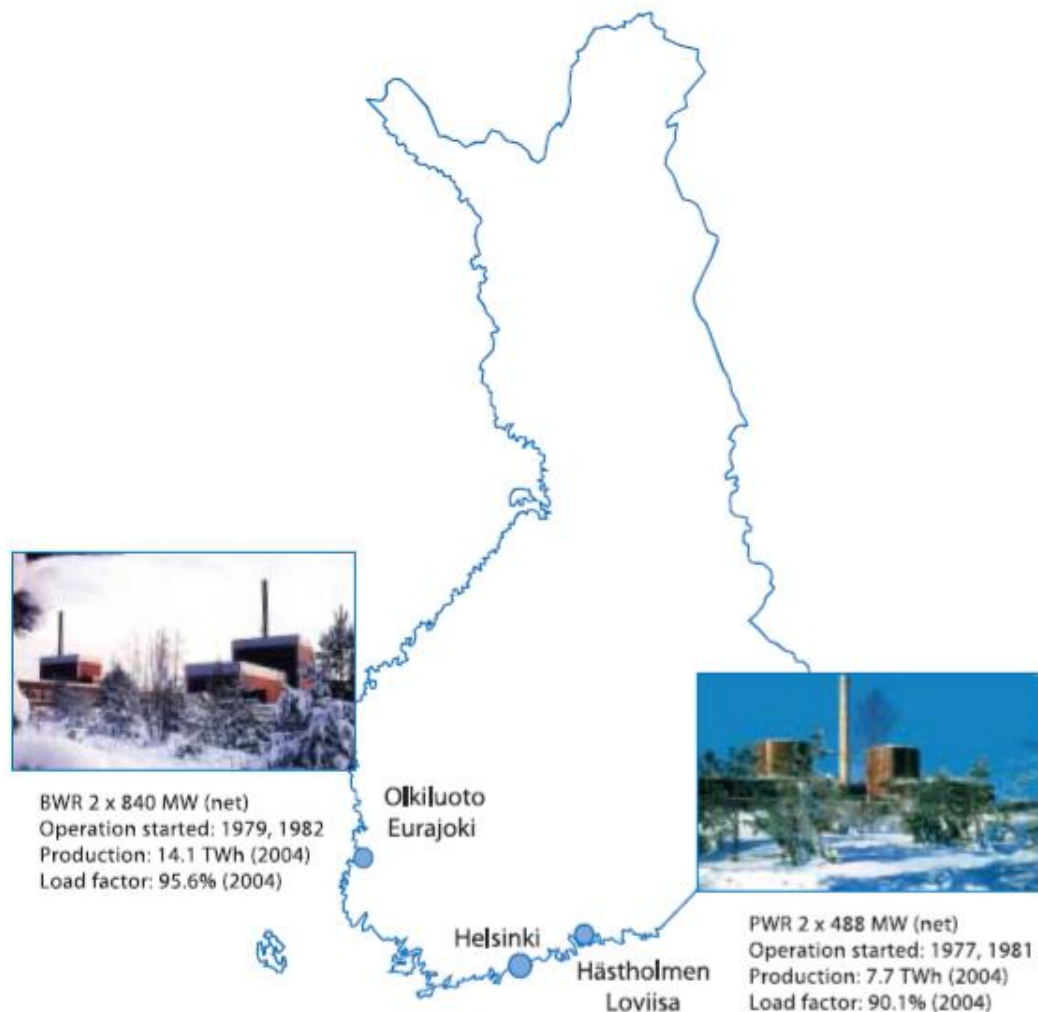 BWR 2 x 840 MW (net)
Operation started: 1979, 1982
Production: 14.1 TWh (2004)
Load factor: 95.6% (2004)
Olkiluoto
Eurajoki
Helsinki
Hästholmen
Loviisa
PWR 2 x 488 MW (net)
Operation started: 1977, 1981
Production: 7.7 TWh (2004)
Load factor: 90.1% (2004)